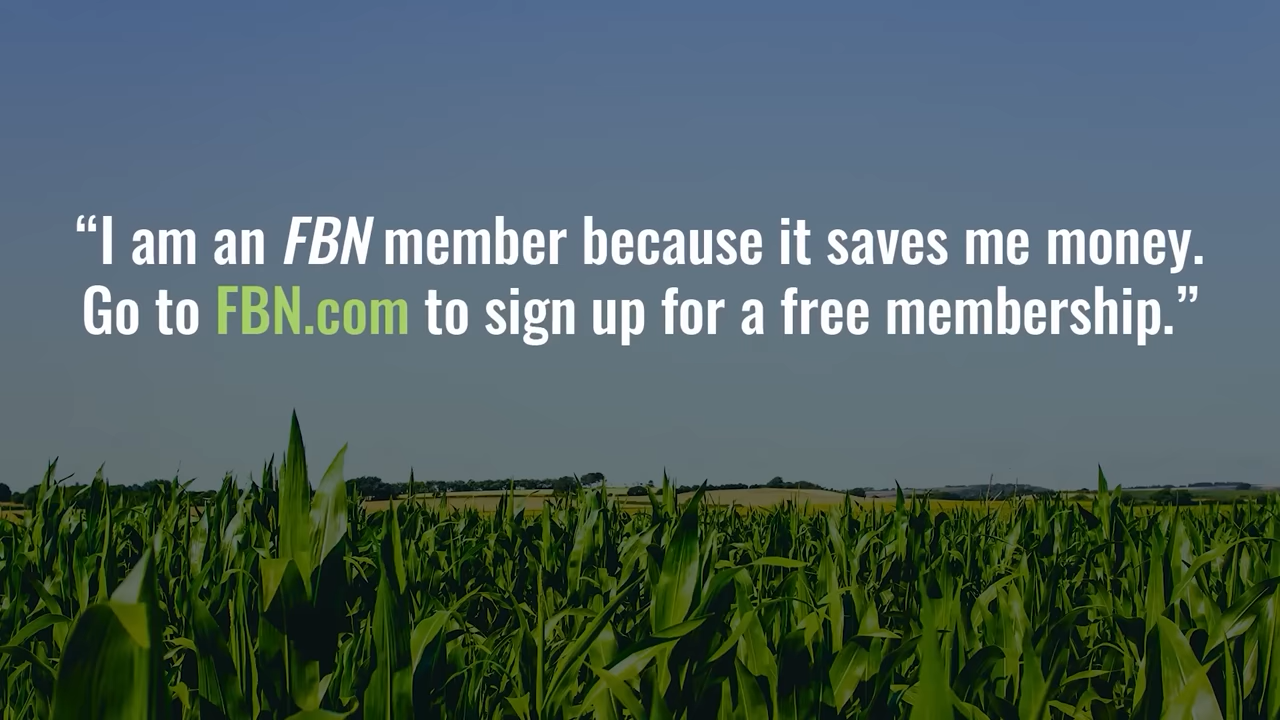 “I am an FBN member because it saves me money.
Go to FBN.com to sign up for a free membership.”